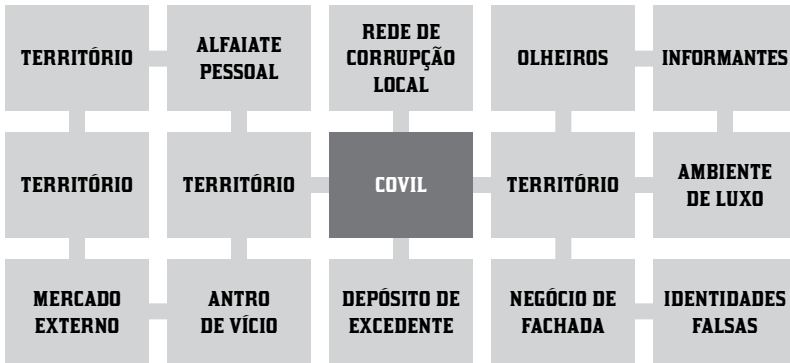 TERRITÓRIO
ALFAIATE
PESSOAL
REDE DE
CORRUPÇÃO
LOCAL
OLHEIROS
INFORMANTES
TERRITÓRIO
TERRITÓRIO
COVIL
TERRITÓRIO
AMBIENTE
DE LUXO
MERCADO
EXTERNO
ANTRO
DE VÍCIO
DEPÓSITO DE
EXCEDENTE
NEGÓCIO DE
FACHADA
IDENTIDADES
FALSAS